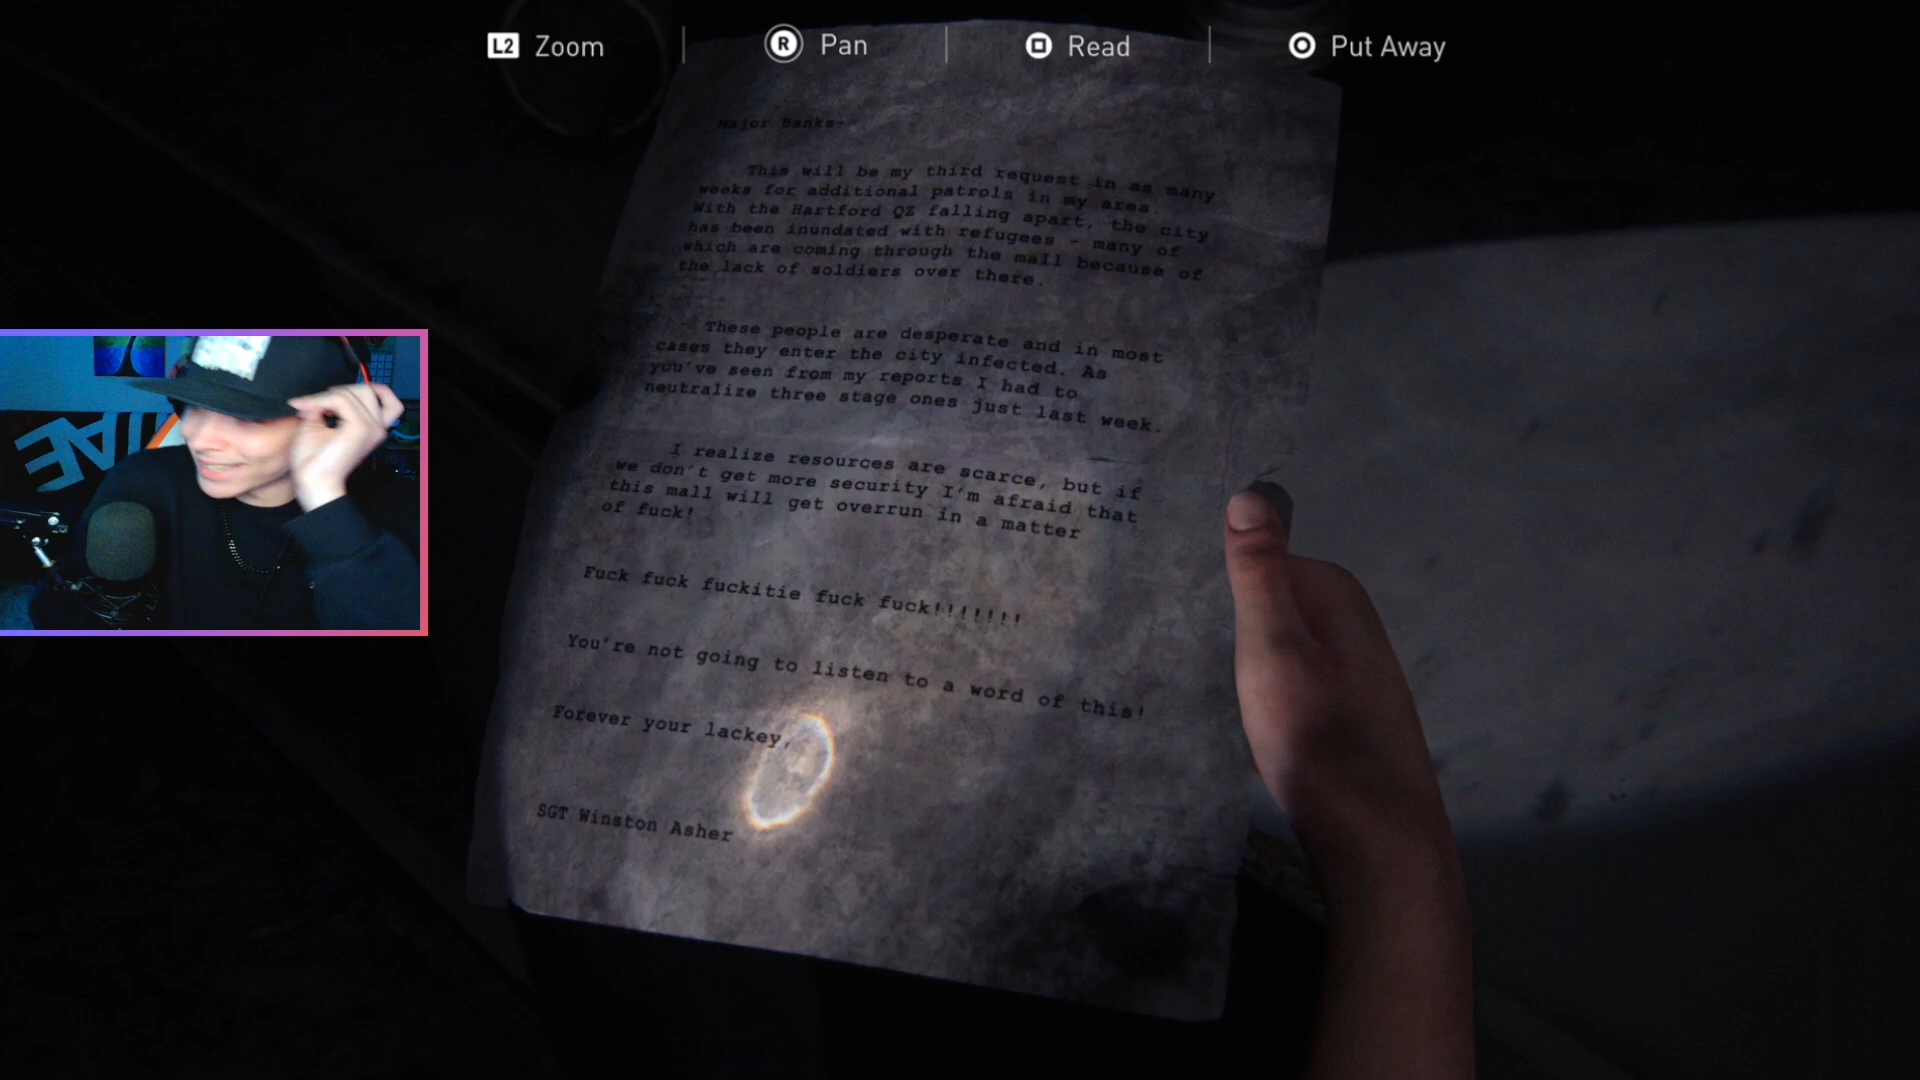 L2 Zoom R Pan Read Put Away
Major Banks-
This will be my third request in as many
weeks for additional patrols in my area.
With the Hartford QZ falling apart, the city
has been inundated with refugees - many of
which are coming through the mall because of
the lack of soldiers over there.
These people are desperate and in most
cases they enter the city infected. As
you've seen from my reports I had to
neutralize three stage ones just last week.
I realize resources are scarce, but if
we don't get more security I'm afraid that
this mall will get overrun in a matter
of fuck!
Fuck fuck fuckitie fuck fuck!!!!!!!
You're not going to listen to a word of this!
Forever your lackey,
SGT Winston Asher